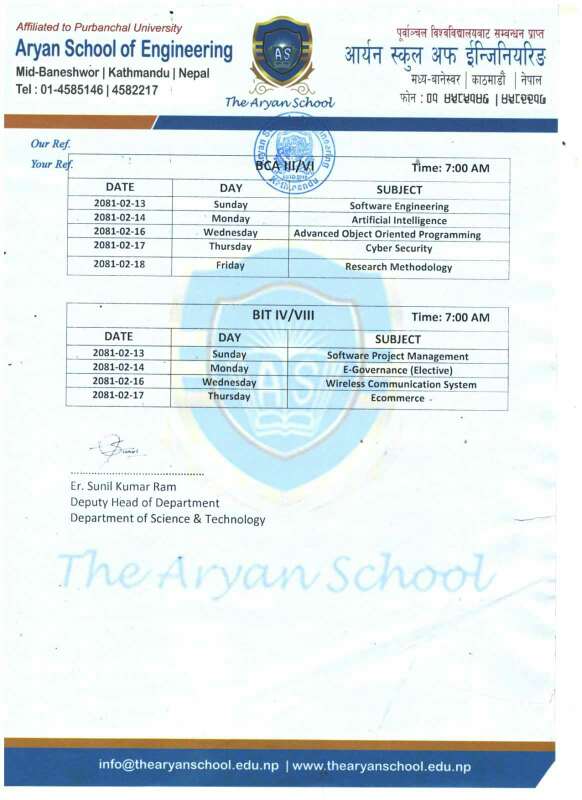 Affiliated to Purbanchal University
Aryan School of Engineering
Mid-Baneshwor | Kathmandu | Nepal
Tel : 01-4585146 | 4582217
AS
The Aryan School
पूर्वाञ्चल विश्वविद्यालयबाट सम्बन्धन प्राप्त
आर्यन स्कुल अफ ईन्जिनियरिङ
मध्य-वानेस्वर | काठमाडौं | नेपाल
फोन :
Our Ref.
Your Ref.
BCA III/VI Time: 7:00 AM
DATE DAY SUBJECT
2081-02-13 Sunday Software Engineering
2081-02-14 Monday Artificial Intelligence
2081-02-16 Wednesday Advanced Object Oriented Programming
2081-02-17 Thursday Cyber Security
2081-02-18 Friday Research Methodology
BIT IV/VIII Time: 7:00 AM
DATE DAY SUBJECT
2081-02-13 Sunday Software Project Management
2081-02-14 Monday E-Governance (Elective)
2081-02-16 Wednesday Wireless Communication System
2081-02-17 Thursday Ecommerce
AS
Er. Sunil Kumar Ram
Deputy Head of Department
Department of Science & Technology
The Aryan School
info@thearyanschool.edu.np | www.thearyanschool.edu.np